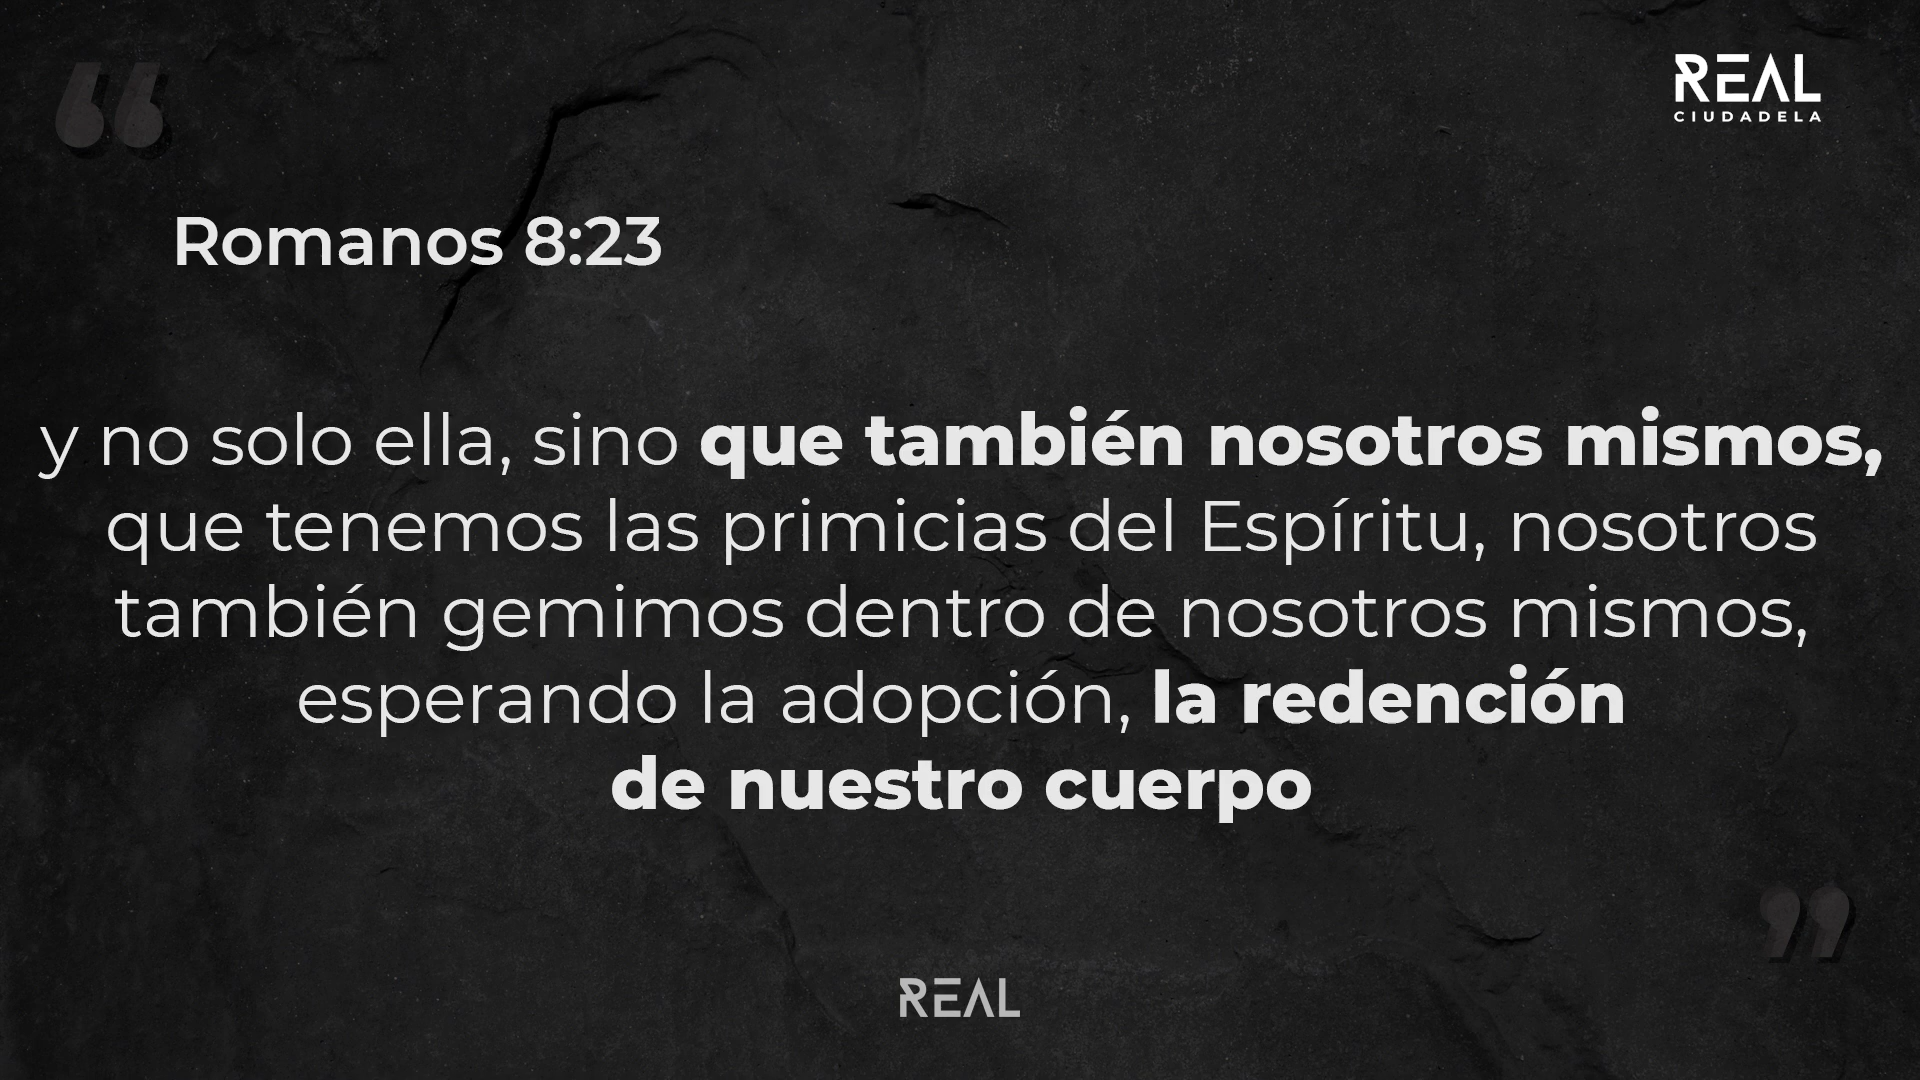 “
REAL
CIUDADELA
Romanos 8:23
y no solo ella, sino que también nosotros mismos,
que tenemos las primicias del Espíritu, nosotros
también gemimos dentro de nosotros mismos,
esperando la adopción, la redención
de nuestro cuerpo
”
REAL